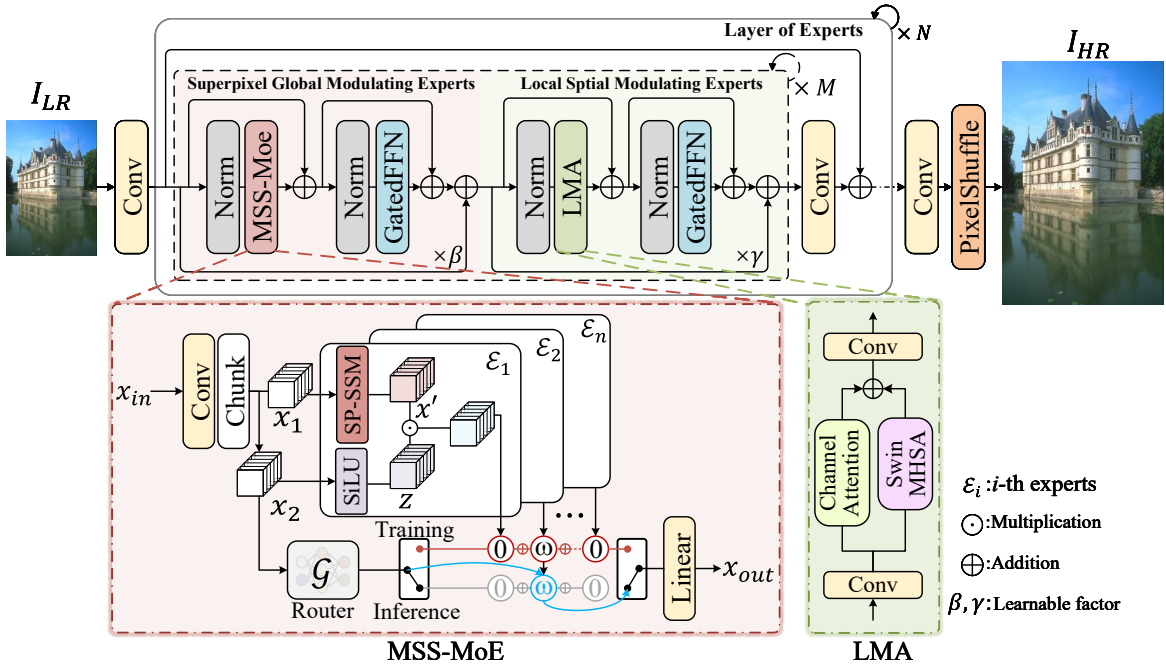 Layer of Experts
× N
I_HR
Superpixel Global Modulating Experts
Local Sptial Modulating Experts
× M
I_LR
Conv
Norm
MSS-Moe
Norm
GatedFFN
×β
Norm
LMA
Norm
GatedFFN
×γ
Conv
Conv
PixelShuffle
x_in
Conv
Chunk
x_1
x_2
SP-SSM
SiLU
x′
z
ε_1
ε_2
ε_n
...
Training
0
ω
0
G
Router
Inference
0
ω
0
Linear
x_out
MSS-MoE
Conv
Channel
Attention
Swin
MHSA
Conv
LMA
ε_i :i-th experts
⊙:Multiplication
⊕:Addition
β, γ: Learnable factor